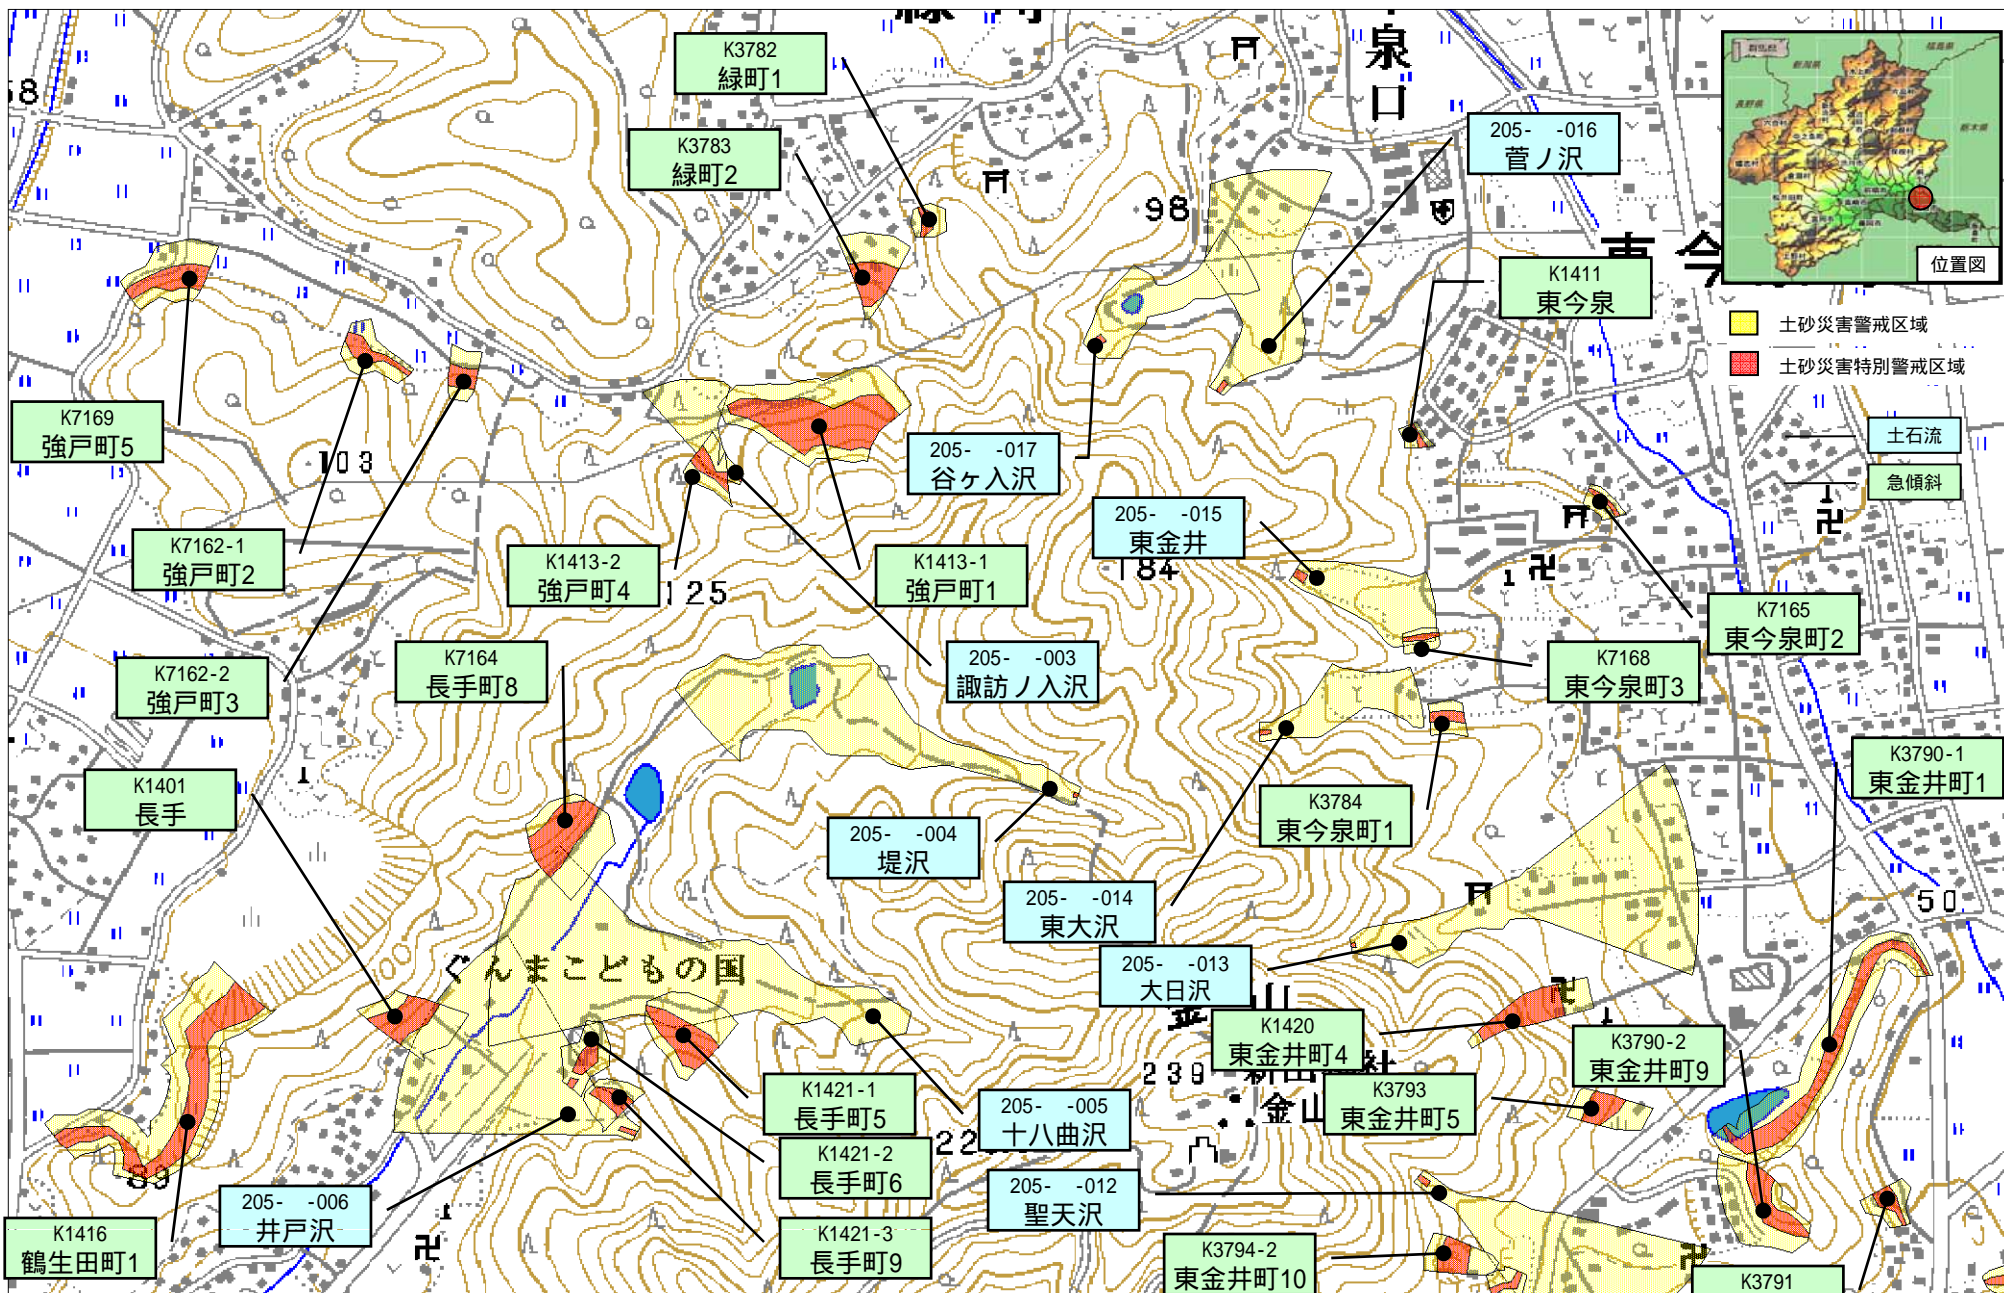 K3782
緑町1
K3783
緑町2
泉
口
205-   -016
菅ノ沢
98
K1411
東今泉
位置図
土砂災害警戒区域
土砂災害特別警戒区域
土石流
急傾斜
K7169
強戸町5
103
205-   -017
谷ヶ入沢
205-   -015
東金井
184
K7162-1
強戸町2
K1413-2
強戸町4
125
K1413-1
強戸町1
K7165
東今泉町2
K7162-2
強戸町3
K7164
長手町8
205-   -003
諏訪ノ入沢
K7168
東今泉町3
K1401
長手
K3790-1
東金井町1
205-   -004
堤沢
K3784
東今泉町1
205-   -014
東大沢
50
ぐんまこどもの国
205-   -013
大日沢
K1420
東金井町4
K3790-2
東金井町9
239
金山
K3793
東金井町5
K1421-1
長手町5
205-   -005
十八曲沢
K1421-2
長手町6
89
205-   -006
井戸沢
205-   -012
聖天沢
K1416
鶴生田町1
K1421-3
長手町9
K3794-2
東金井町10
K3791